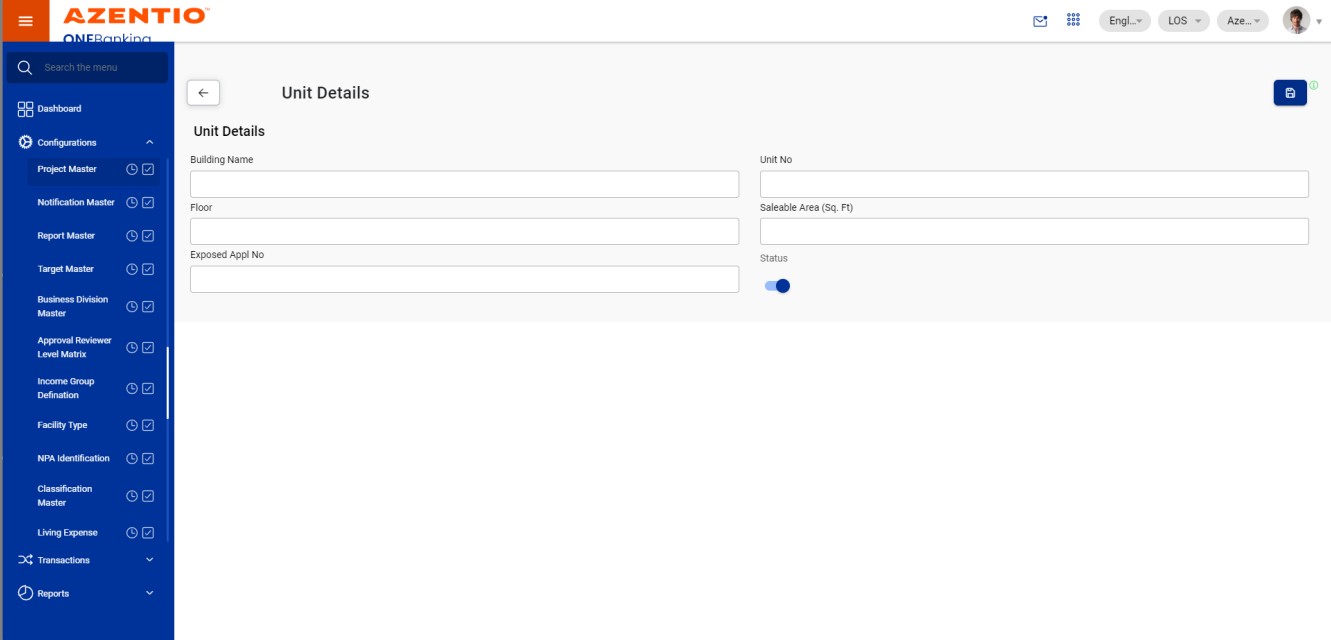 AZENTIO™
ONEBanking
Engl...
LOS
Aze...
Search the menu
Dashboard
Configurations
Project Master
Notification Master
Report Master
Target Master
Business Division
Master
Approval Reviewer
Level Matrix
Income Group
Defination
Facility Type
NPA Identification
Classification
Master
Living Expense
Transactions
Reports
Unit Details
Unit Details
Building Name
Unit No
Floor
Saleable Area (Sq. Ft)
Exposed Appl No
Status